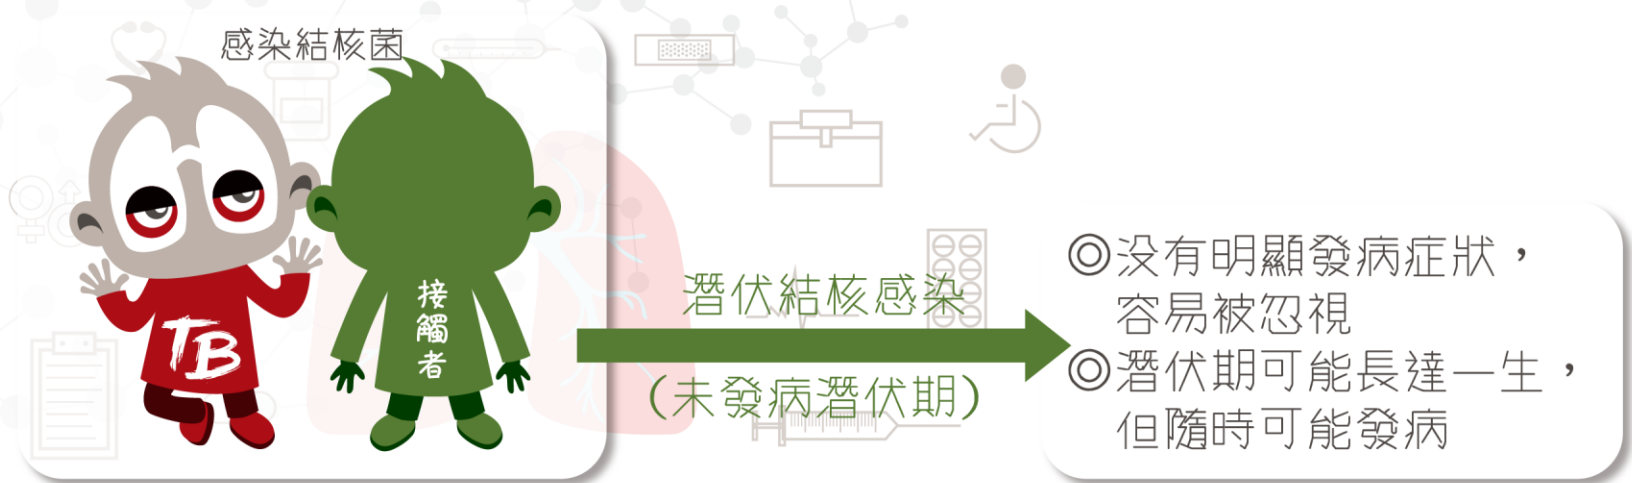 感染結核菌
TB
接觸者
潛伏結核感染
(未發病潛伏期)
◎没有明顯發病症狀，
容易被忽視
◎潛伏期可能長達一生，
但隨時可能發病